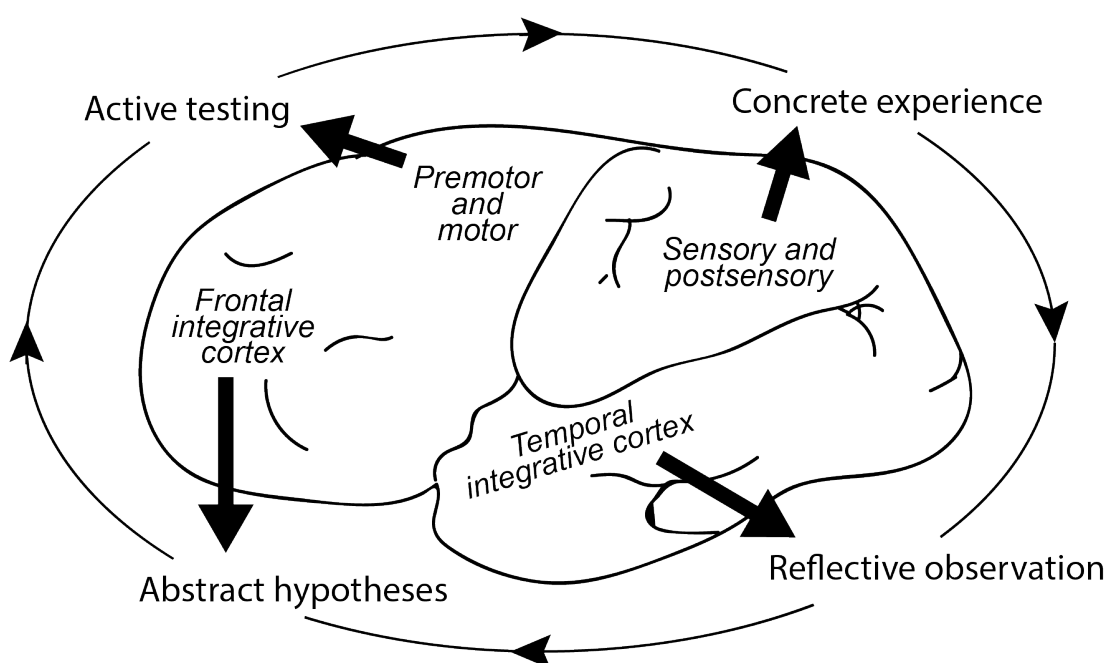 Active testing
Concrete experience
Premotor
and
motor
Sensory and
postsensory
Frontal
integrative
cortex
Temporal
integrative cortex
Reflective observation
Abstract hypotheses